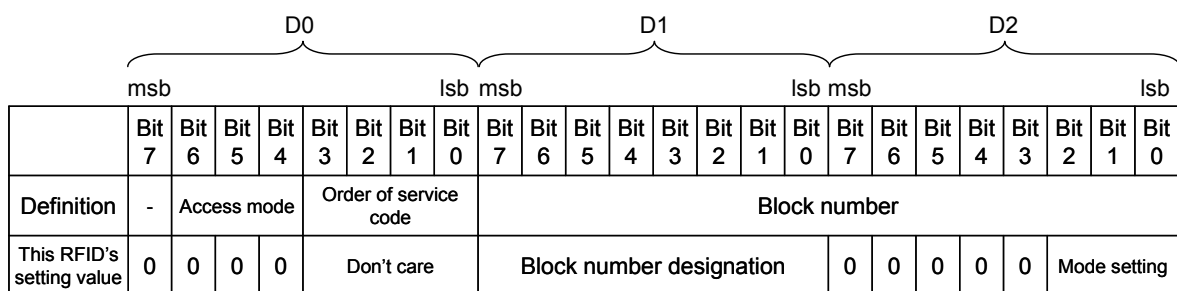 D0 D1 D2
msb lsb msb lsb msb lsb
Bit 7 Bit 6 Bit 5 Bit 4 Bit 3 Bit 2 Bit 1 Bit 0 Bit 7 Bit 6 Bit 5 Bit 4 Bit 3 Bit 2 Bit 1 Bit 0 Bit 7 Bit 6 Bit 5 Bit 4 Bit 3 Bit 2 Bit 1 Bit 0
Definition - Access mode Order of service code Block number
This RFID's setting value 0 0 0 0 Don't care Block number designation 0 0 0 0 0 Mode setting